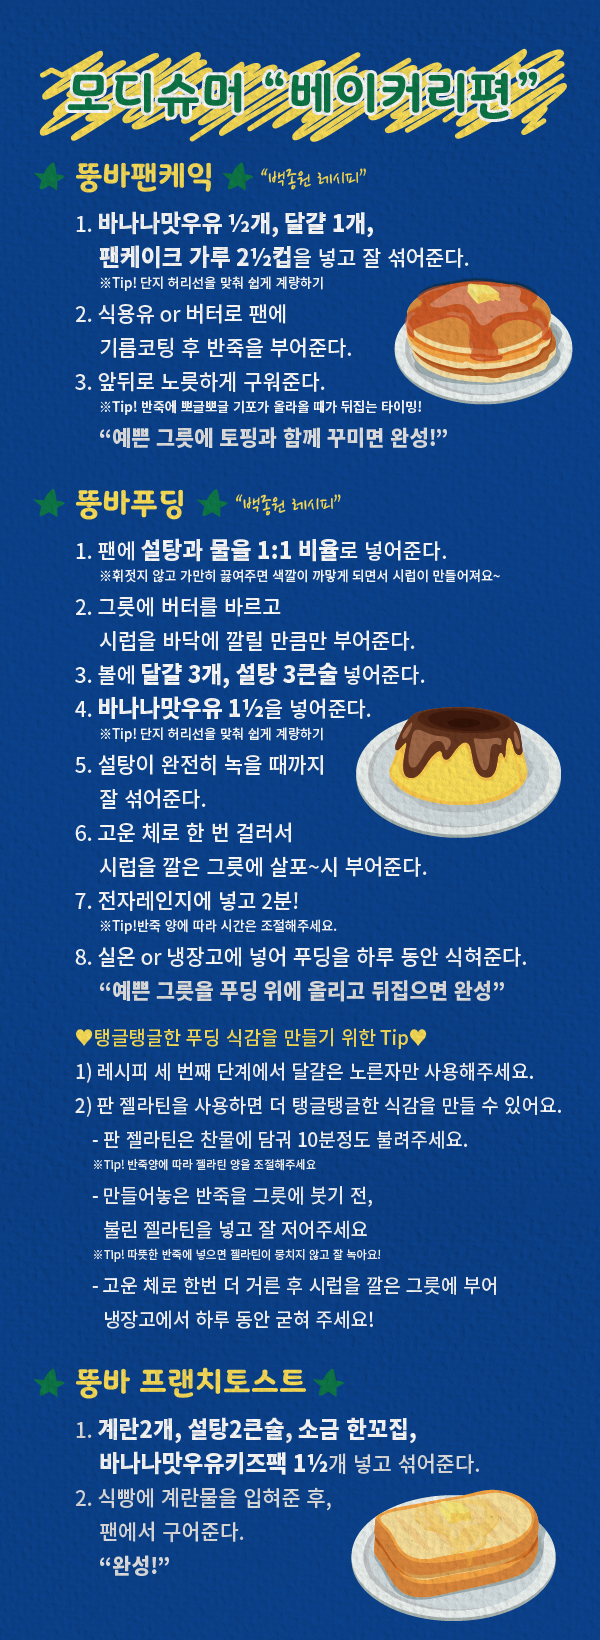 모디슈머 “베이커리편”
뚱바팬케익 “백종원 레시피”
1. 바나나맛우유 ½개, 달걀 1개,
팬케이크 가루 2½컵을 넣고 잘 섞어준다.
※Tip! 단지 허리선을 맞춰 쉽게 계량하기
2. 식용유 or 버터로 팬에
기름코팅 후 반죽을 부어준다.
3. 앞뒤로 노릇하게 구워준다.
※Tip! 반죽에 뽀글뽀글 기포가 올라올 때가 뒤집는 타이밍!
“예쁜 그릇에 토핑과 함께 꾸미면 완성!”
뚱바푸딩 “백종원 레시피”
1. 팬에 설탕과 물을 1:1 비율로 넣어준다.
※휘젓지 않고 가만히 끓여주면 색깔이 까맣게 되면서 시럽이 만들어져요~
2. 그릇에 버터를 바르고
시럽을 바닥에 깔릴 만큼만 부어준다.
3. 볼에 달걀 3개, 설탕 3큰술 넣어준다.
4. 바나나맛우유 1½을 넣어준다.
※Tip! 단지 허리선을 맞춰 쉽게 계량하기
5. 설탕이 완전히 녹을 때까지
잘 섞어준다.
6. 고운 체로 한 번 걸러서
시럽을 깔은 그릇에 살포~시 부어준다.
7. 전자레인지에 넣고 2분!
※Tip!반죽 양에 따라 시간은 조절해주세요.
8. 실온 or 냉장고에 넣어 푸딩을 하루 동안 식혀준다.
“예쁜 그릇을 푸딩 위에 올리고 뒤집으면 완성”
♥탱글탱글한 푸딩 식감을 만들기 위한 Tip♥
1) 레시피 세 번째 단계에서 달걀은 노른자만 사용해주세요.
2) 판 젤라틴을 사용하면 더 탱글탱글한 식감을 만들 수 있어요.
- 판 젤라틴은 찬물에 담궈 10분정도 불려주세요.
※Tip! 반죽양에 따라 젤라틴 양을 조절해주세요
- 만들어놓은 반죽을 그릇에 붓기 전,
불린 젤라틴을 넣고 잘 저어주세요
※Tip! 따뜻한 반죽에 넣으면 젤라틴이 뭉치지 않고 잘 녹아요!
- 고운 체로 한번 더 거른 후 시럽을 깔은 그릇에 부어
냉장고에서 하루 동안 굳혀 주세요!
뚱바 프랜치토스트
1. 계란2개, 설탕2큰술, 소금 한꼬집,
바나나맛우유키즈팩 1½개 넣고 섞어준다.
2. 식빵에 계란물을 입혀준 후,
팬에서 구어준다.
“완성!”